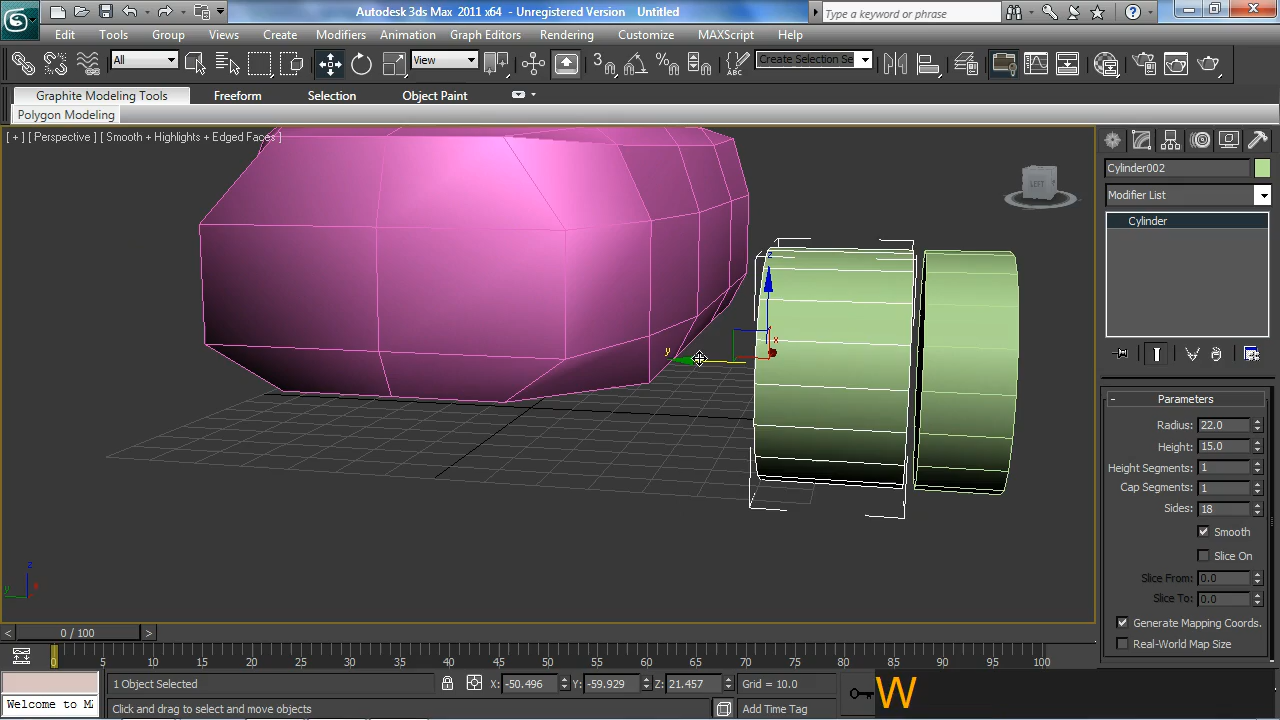 Autodesk 3ds Max 2011 x64 - Unregistered Version Untitled
Type a keyword or phrase
Edit Tools Group Views Create Modifiers Animation Graph Editors Rendering Customize MAXScript Help
All View 3 Create Selection Se
Graphite Modeling Tools Freeform Selection Object Paint
Polygon Modeling
[ + ] [ Perspective ] [ Smooth + Highlights + Edged Faces ]
LEFT
Cylinder002
Modifier List
Cylinder
z
y
x
- Parameters
Radius: 22.0
Height: 15.0
Height Segments: 1
Cap Segments: 1
Sides: 18
Smooth
Slice On
Slice From: 0.0
Slice To: 0.0
Generate Mapping Coords.
Real-World Map Size
z
y x
< 0 / 100 >
0 5 10 15 20 25 30 35 40 45 50 55 60 65 70 75 80 85 90 95 100
1 Object Selected X: -50.496 Y: -59.929 Z: 21.457 Grid = 10.0
Welcome to M Click and drag to select and move objects Add Time Tag
W